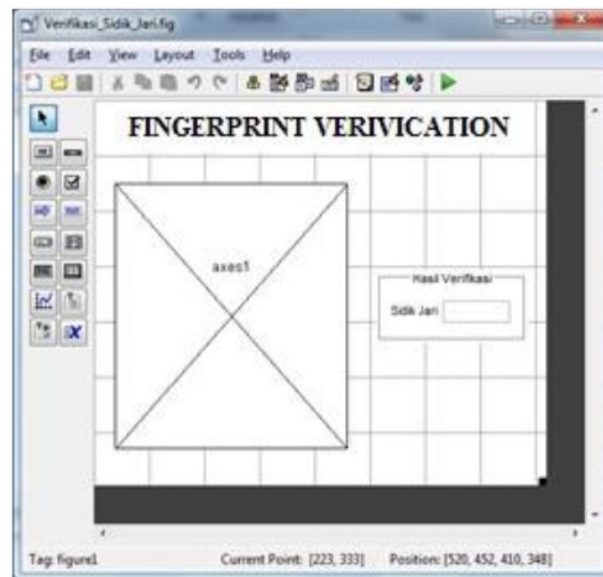 Verifikasi_Sidik_Jari.fig
File Edit View Layout Tools Help
FINGERPRINT VERIVICATION
axes1
Hasil Verifikasi
Sidik Jari
Tag: figure1 Current Point: [223, 333] Position: [520, 452, 410, 348]